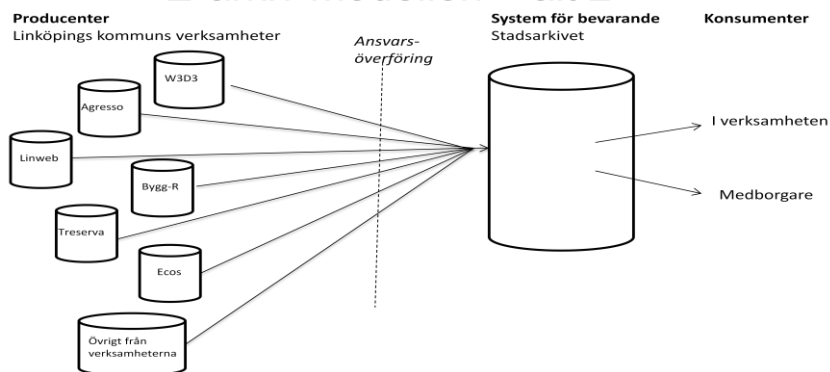 Producenter
Linköpings kommuns verksamheter
Ansvars-
överföring
System för bevarande
Stadsarkivet
Konsumenter
W3D3
Agresso
Linweb
Bygg-R
Treserva
Ecos
Övrigt från
verksamheterna
I verksamheten
Medborgare